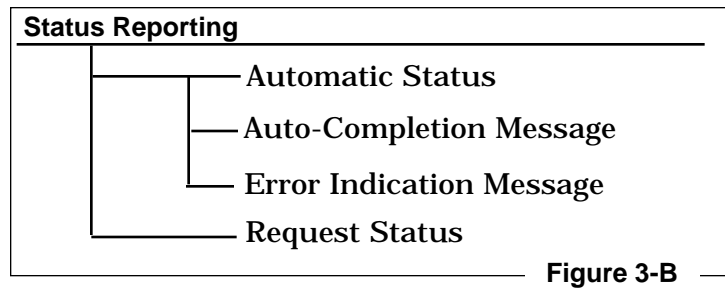 Status Reporting
Automatic Status
Auto-Completion Message
Error Indication Message
Request Status
Figure 3-B